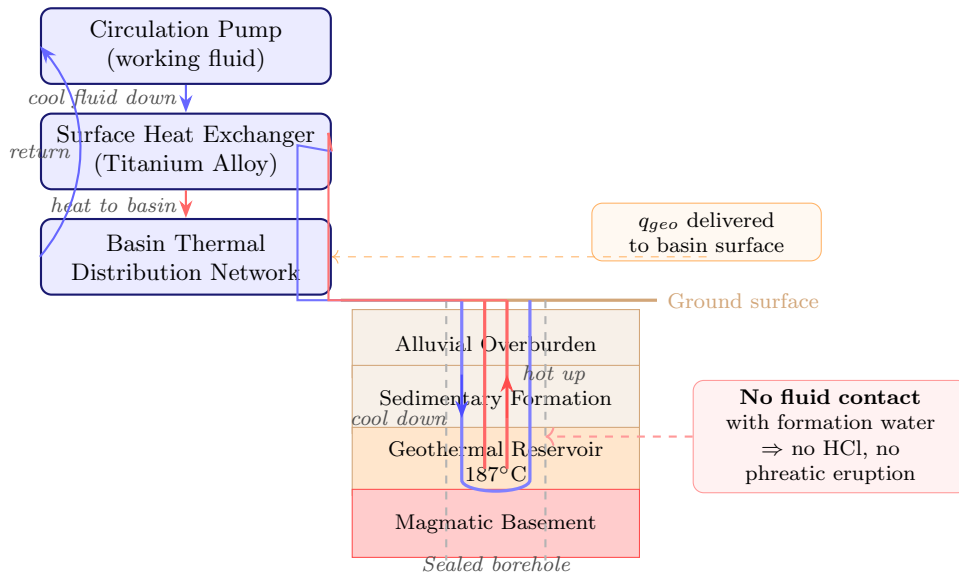 Circulation Pump
(working fluid)
cool fluid down
Surface Heat Exchanger
(Titanium Alloy)
return
heat to basin
Basin Thermal
Distribution Network
q_{geo} delivered
to basin surface
Ground surface
Alluvial Overburden
hot up
Sedimentary Formation
cool down
Geothermal Reservoir
187°C
Magmatic Basement
Sealed borehole
No fluid contact
with formation water
⇒ no HCl, no
phreatic eruption